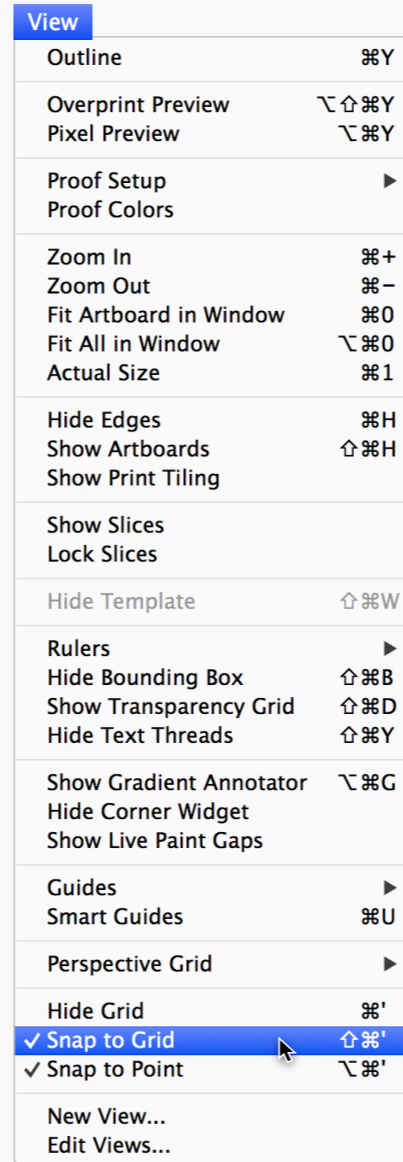 View
Outline ⌘Y
Overprint Preview ⌥⇧⌘Y
Pixel Preview ⌥⌘Y
Proof Setup ▶
Proof Colors
Zoom In ⌘+
Zoom Out ⌘−
Fit Artboard in Window ⌘0
Fit All in Window ⌥⌘0
Actual Size ⌘1
Hide Edges ⌘H
Show Artboards ⇧⌘H
Show Print Tiling
Show Slices
Lock Slices
Hide Template ⇧⌘W
Rulers ▶
Hide Bounding Box ⇧⌘B
Show Transparency Grid ⇧⌘D
Hide Text Threads ⇧⌘Y
Show Gradient Annotator ⌥⌘G
Hide Corner Widget
Show Live Paint Gaps
Guides ▶
Smart Guides ⌘U
Perspective Grid ▶
Hide Grid ⌘'
✓ Snap to Grid ⇧⌘'
✓ Snap to Point ⌥⌘'
New View...
Edit Views...